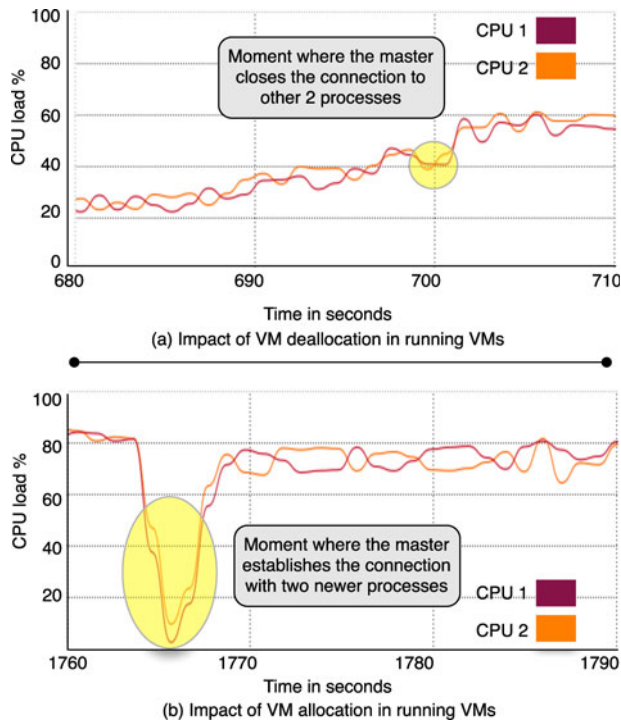 100
80
60
40
20
0
CPU load %
Moment where the master
closes the connection to
other 2 processes
CPU 1
CPU 2
680
690
700
710
Time in seconds
(a) Impact of VM deallocation in running VMs
100
80
60
40
20
CPU load %
Moment where the master
establishes the connection
with two newer processes
CPU 1
CPU 2
1760
1770
1780
1790
Time in seconds
(b) Impact of VM allocation in running VMs